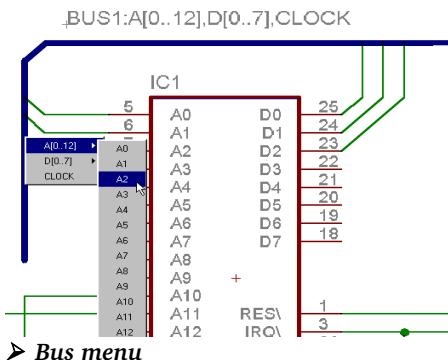 BUS1:A[0..12],D[0..7],CLOCK
IC1
5 A0 D0 25
6 A1 D1 24
A2 D2 23
A3 D3 22
A4 D4 21
A5 D5 20
A6 D6 19
A7 D7 18
A8
A9
A10
A11 RES\ 1
A12 IRQ\ 3
A[0..12]
D[0..7]
CLOCK
A0
A1
A2
A3
A4
A5
A6
A7
A8
A9
A10
A11
A12
➤ Bus menu